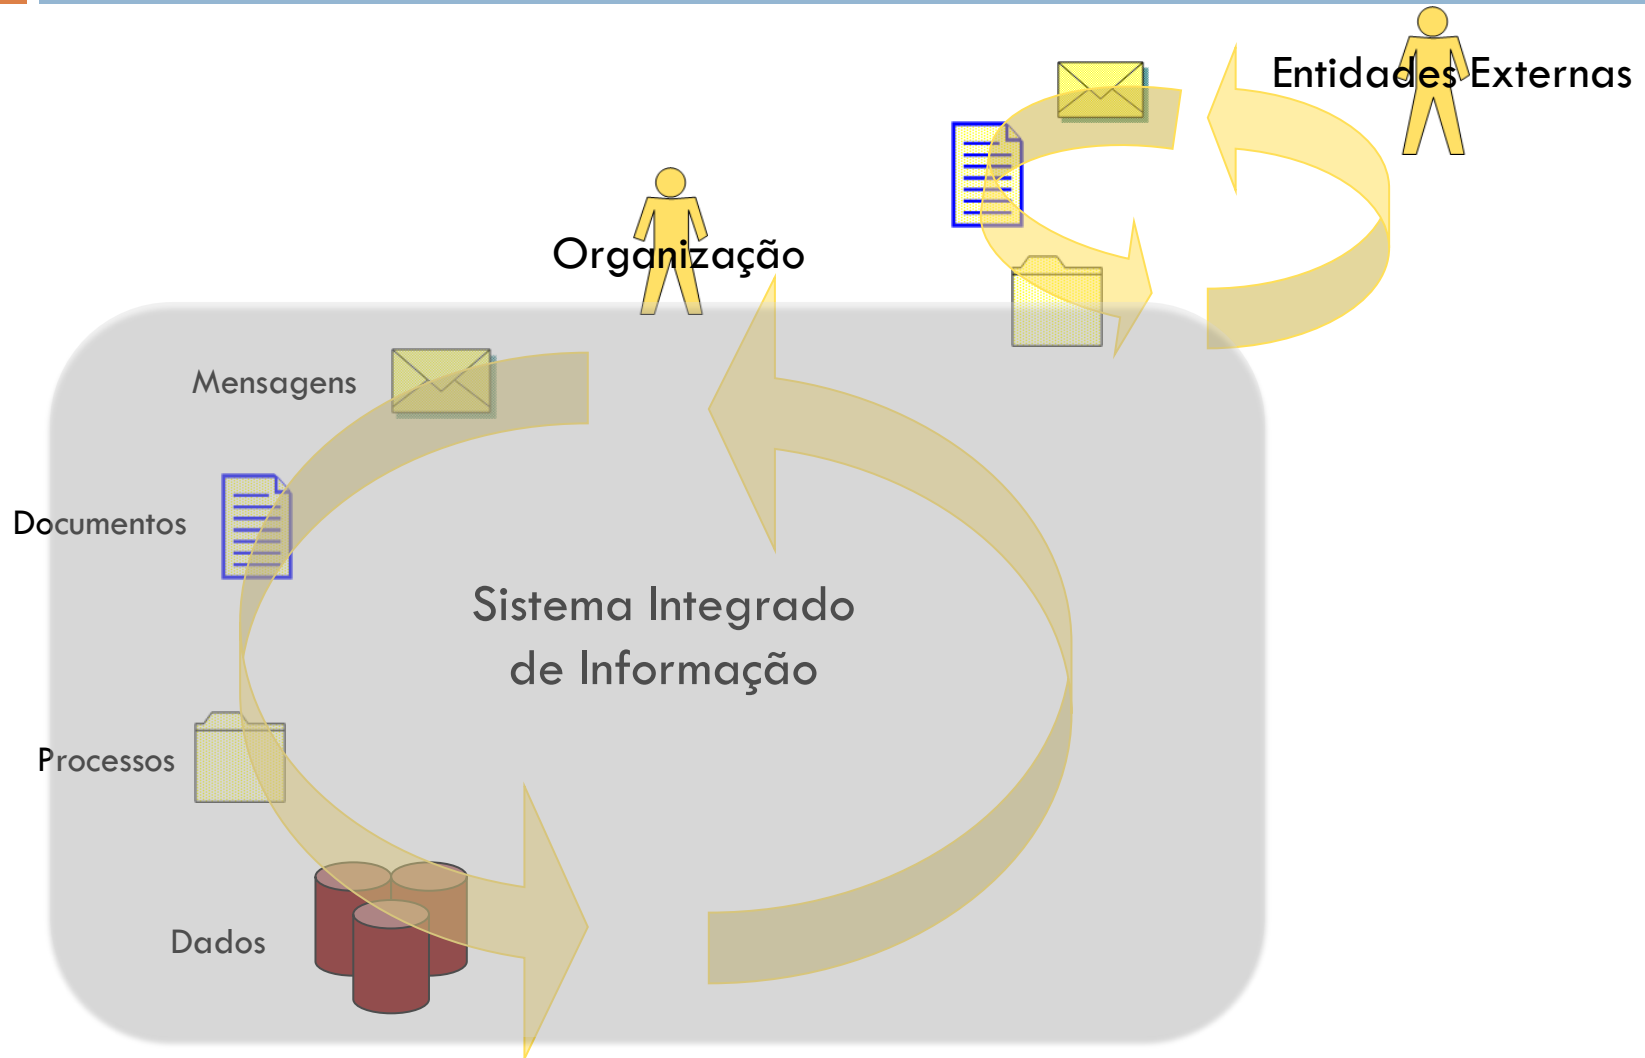 Entidades Externas
Organização
Mensagens
Documentos
Sistema Integrado
de Informação
Processos
Dados